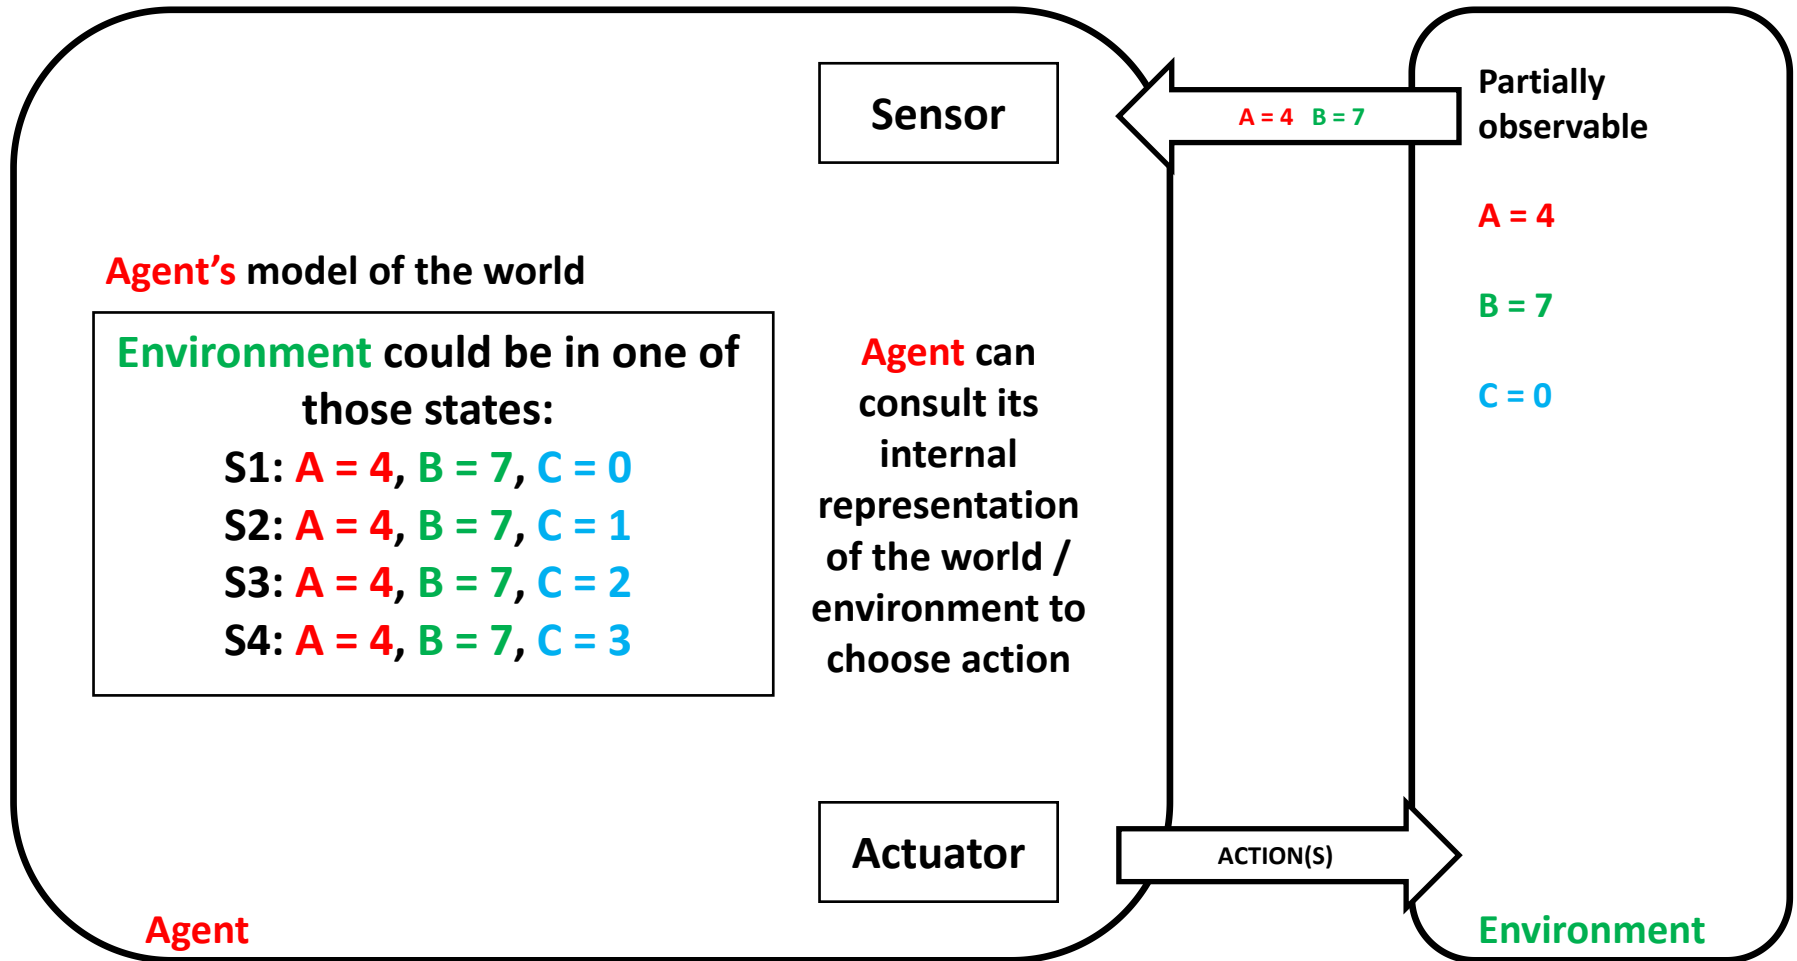 Sensor
A = 4 B = 7
Partially
observable
A = 4
B = 7
C = 0
Agent's model of the world
Environment could be in one of
those states:
S1: A = 4, B = 7, C = 0
S2: A = 4, B = 7, C = 1
S3: A = 4, B = 7, C = 2
S4: A = 4, B = 7, C = 3
Agent can
consult its
internal
representation
of the world /
environment to
choose action
Actuator
ACTION(S)
Agent
Environment